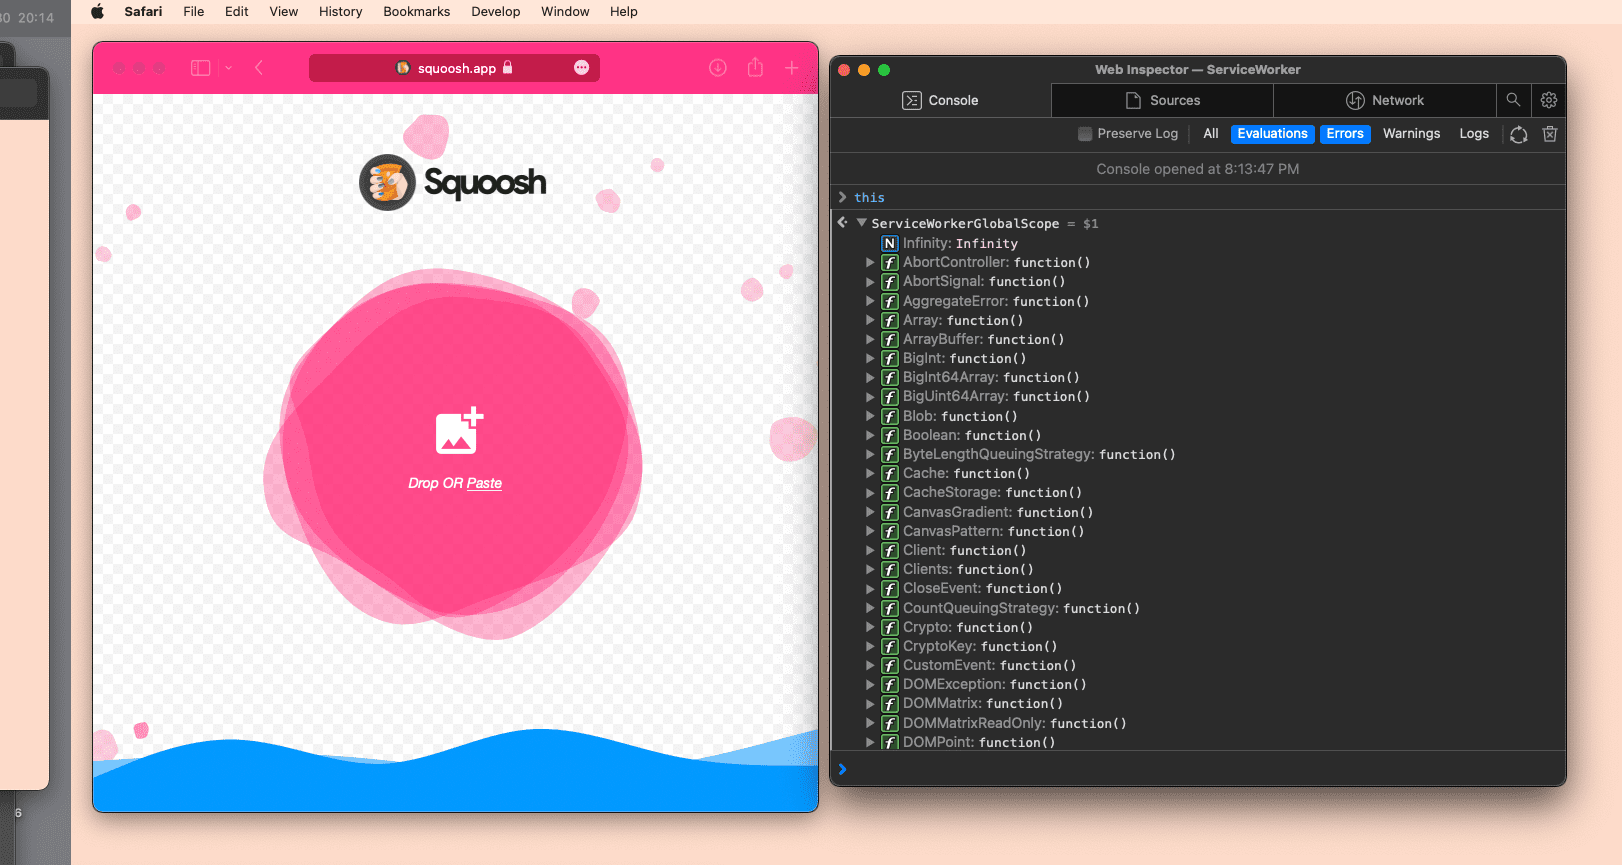 30 20:14
Safari File Edit View History Bookmarks Develop Window Help
squoosh.app
Squoosh
Drop OR Paste
6
Web Inspector — ServiceWorker
Console Sources Network
Preserve Log All Evaluations Errors Warnings Logs
Console opened at 8:13:47 PM
this
ServiceWorkerGlobalScope = $1
N Infinity: Infinity
f AbortController: function()
f AbortSignal: function()
f AggregateError: function()
f Array: function()
f ArrayBuffer: function()
f BigInt: function()
f BigInt64Array: function()
f BigUint64Array: function()
f Blob: function()
f Boolean: function()
f ByteLengthQueuingStrategy: function()
f Cache: function()
f CacheStorage: function()
f CanvasGradient: function()
f CanvasPattern: function()
f Client: function()
f Clients: function()
f CloseEvent: function()
f CountQueuingStrategy: function()
f Crypto: function()
f CryptoKey: function()
f CustomEvent: function()
f DOMException: function()
f DOMMatrix: function()
f DOMMatrixReadOnly: function()
f DOMPoint: function()